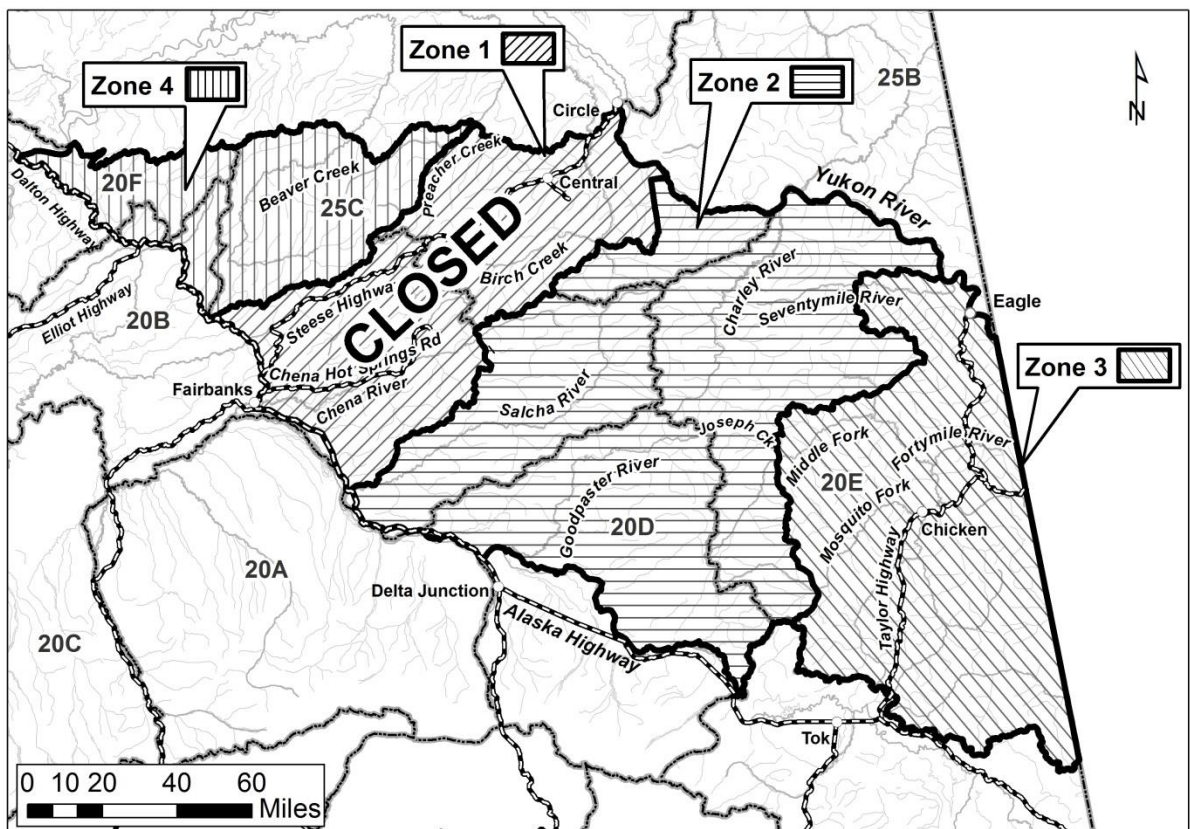 Zone 1
Zone 4
Zone 2
25B
N
Circle
20F
Beaver Creek
Preacher Creek
Central
25C
Dalton Highway
Yukon River
CLOSED
Birch Creek
Charley River
Steese Highwa
Seventymile River
Eagle
Elliot Highway
20B
Chena Hot Springs Rd
Zone 3
Fairbanks
Chena River
Salcha River
Joseph Ck
Middle Fork
Fortymile River
Goodpaster River
20E
Mosquito Fork
20D
Chicken
20A
Delta Junction
Alaska Highway
Taylor Highway
20C
Tok
0 10 20 40 60
Miles